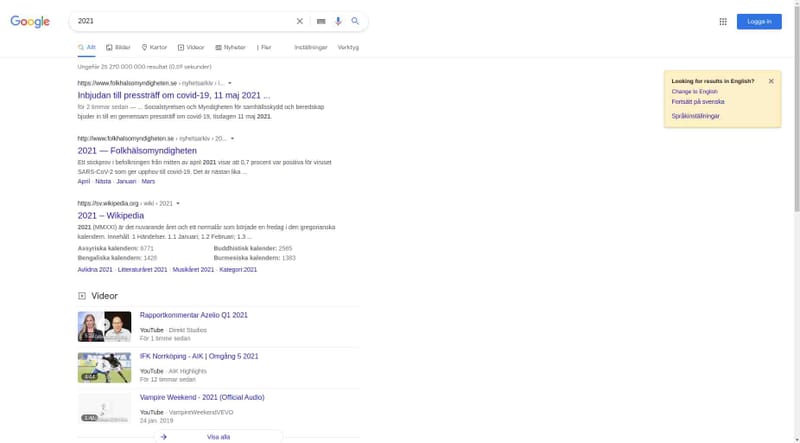 Google
2021
Logga in
Allt
Bilder
Kartor
Videor
Nyheter
Fler
Inställningar
Verktyg
Ungefär 25 270 000 000 resultat (0,69 sekunder)
Looking for results in English?
Change to English
Fortsätt på svenska
Språkinställningar
https://www.folkhalsomyndigheten.se › nyhetsarkiv › i...
Inbjudan till pressträff om covid-19, 11 maj 2021 ...
för 2 timmar sedan — ... Socialstyrelsen och Myndigheten för samhällsskydd och beredskap
bjuder in till en gemensam pressträff om covid-19, tisdagen 11 maj 2021.
http://www.folkhalsomyndigheten.se › nyhetsarkiv › 20...
2021 — Folkhälsomyndigheten
Ett stickprov i befolkningen från mitten av april 2021 visar att 0,7 procent var positiva för viruset
SARS-CoV-2 som ger upphov till covid-19. Det är nästan lika ...
April · Nästa · Januari · Mars
https://sv.wikipedia.org › wiki › 2021
2021 – Wikipedia
2021 (MMXXI) är det nuvarande året och ett normalår som började en fredag i den gregorianska
kalendern. Innehåll. 1 Händelser. 1.1 Januari; 1.2 Februari; 1.3 ...
Assyriska kalendern: 6771
Buddhistisk kalender: 2565
Bengaliska kalendern: 1428
Burmesiska kalendern: 1383
Avlidna 2021 · Litteraturåret 2021 · Musikåret 2021 · Kategori:2021
Videor
Rapportkommentar Azelio Q1 2021
YouTube · Direkt Studios
För 1 timme sedan
IFK Norrköping - AIK | Omgång 5 2021
YouTube · AIK Highlights
För 12 timmar sedan
Vampire Weekend - 2021 (Official Audio)
YouTube · VampireWeekendVEVO
24 jan. 2019
Visa alla